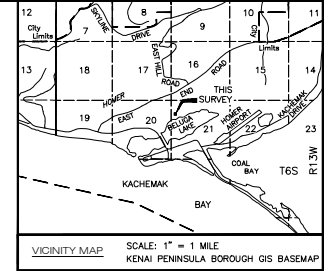 12
8
9
10
11
City
Limits
7
SKYLINE
DRIVE
City
Limits
EAST HILL
ROAD
13
18
17
16
ROAD
15
14
END
THIS
SURVEY
HOMER
EAST
19
20
BELUGA
LAKE
21
HOMER
AIRPORT
22
KACHEMAK
DRIVE
23
COAL
BAY
T6S
R13W
KACHEMAK
BAY
VICINITY MAP
SCALE: 1" = 1 MILE
KENAI PENINSULA BOROUGH GIS BASEMAP